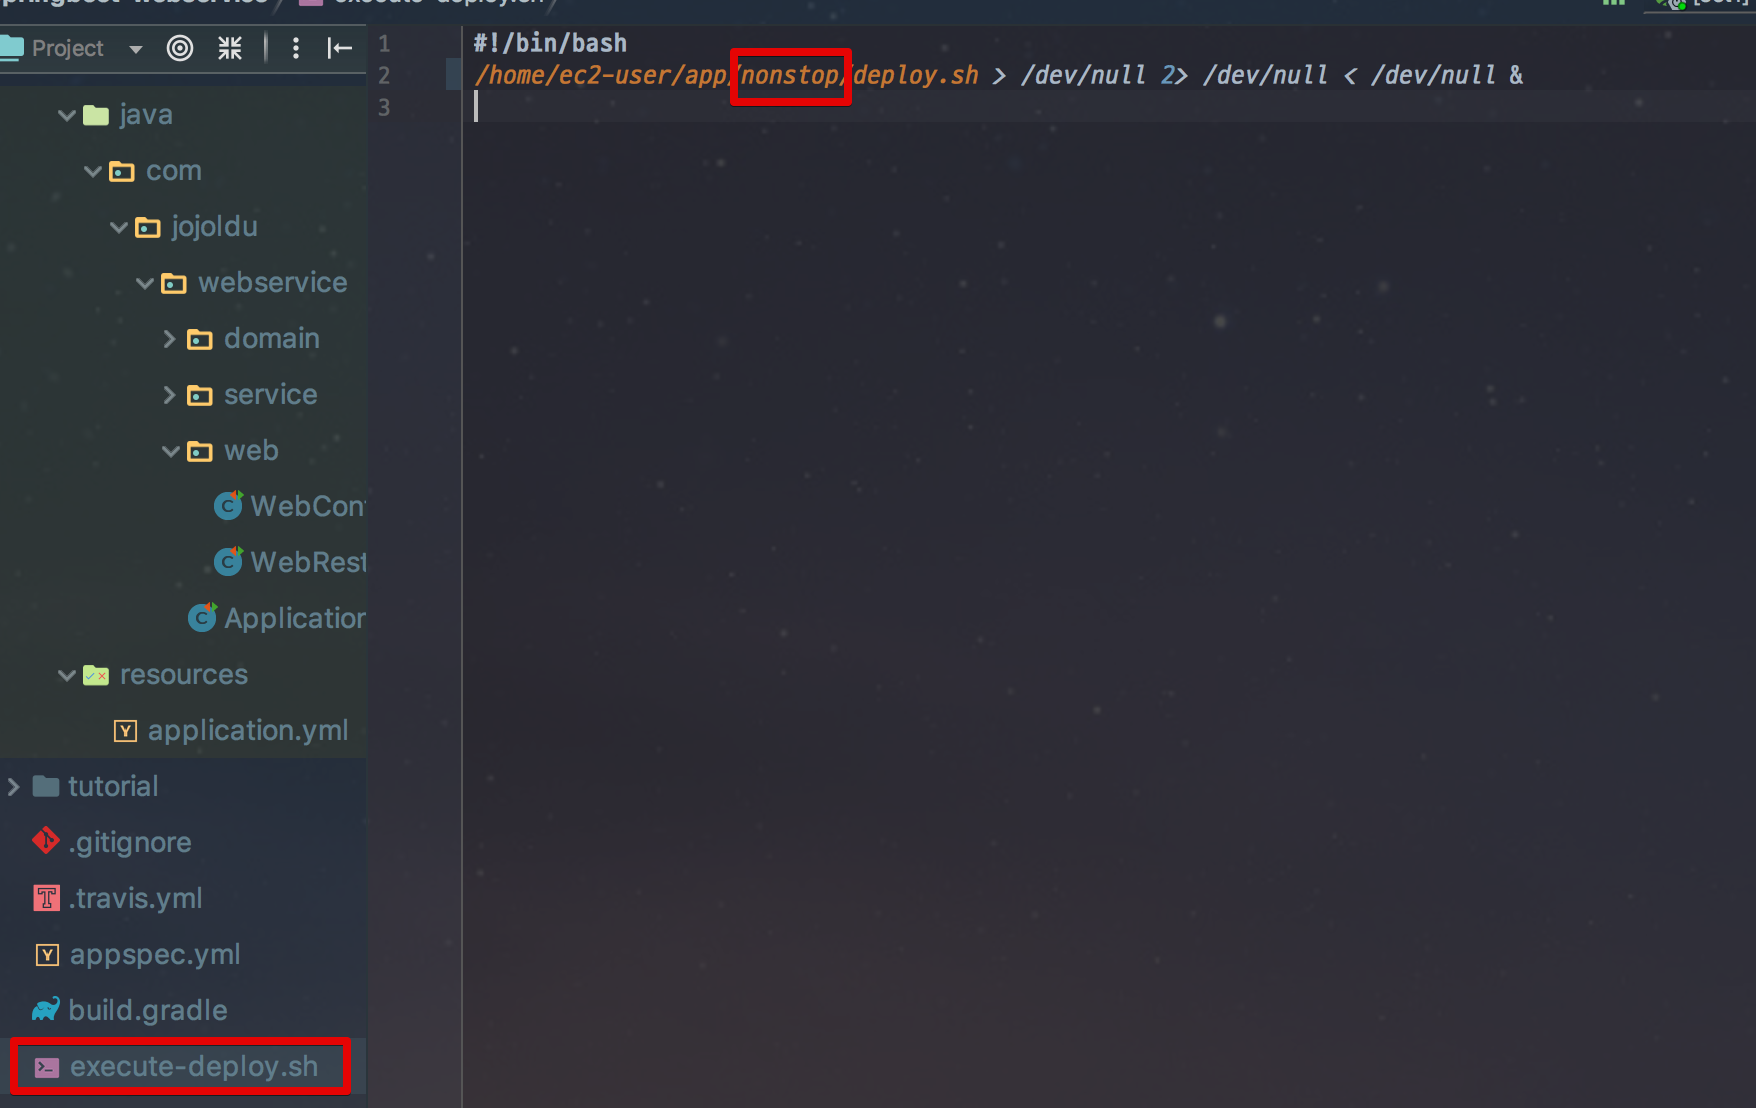 Project
java
com
jojoldu
webservice
domain
service
web
WebCont
WebRest
Application
resources
application.yml
tutorial
.gitignore
.travis.yml
appspec.yml
build.gradle
execute-deploy.sh
1 #!/bin/bash
2 /home/ec2-user/app/nonstop/deploy.sh > /dev/null 2> /dev/null < /dev/null &
3